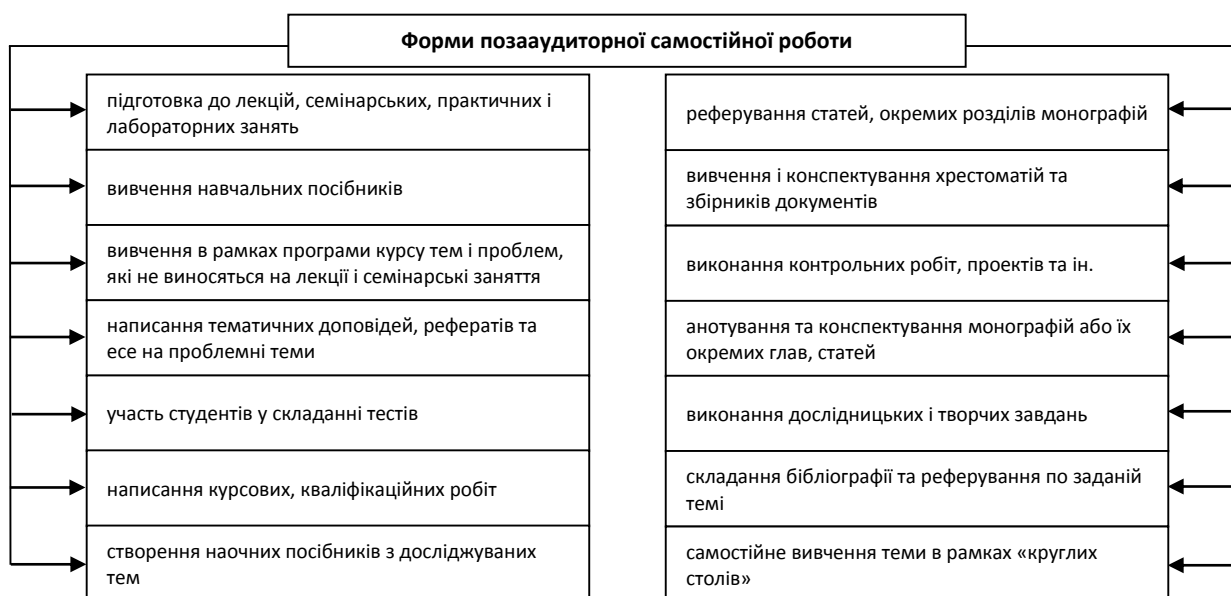 Форми позааудиторної самостійної роботи
підготовка до лекцій, семінарських, практичних і
лабораторних занять
вивчення навчальних посібників
вивчення в рамках програми курсу тем і проблем,
які не виносяться на лекції і семінарські заняття
написання тематичних доповідей, рефератів та
есе на проблемні теми
участь студентів у складанні тестів
написання курсових, кваліфікаційних робіт
створення наочних посібників з досліджуваних
тем
реферування статей, окремих розділів монографій
вивчення і конспектування хрестоматій та
збірників документів
виконання контрольних робіт, проектів та ін.
анотування та конспектування монографій або їх
окремих глав, статей
виконання дослідницьких і творчих завдань
складання бібліографії та реферування по заданій
темі
самостійне вивчення теми в рамках «круглих
столів»